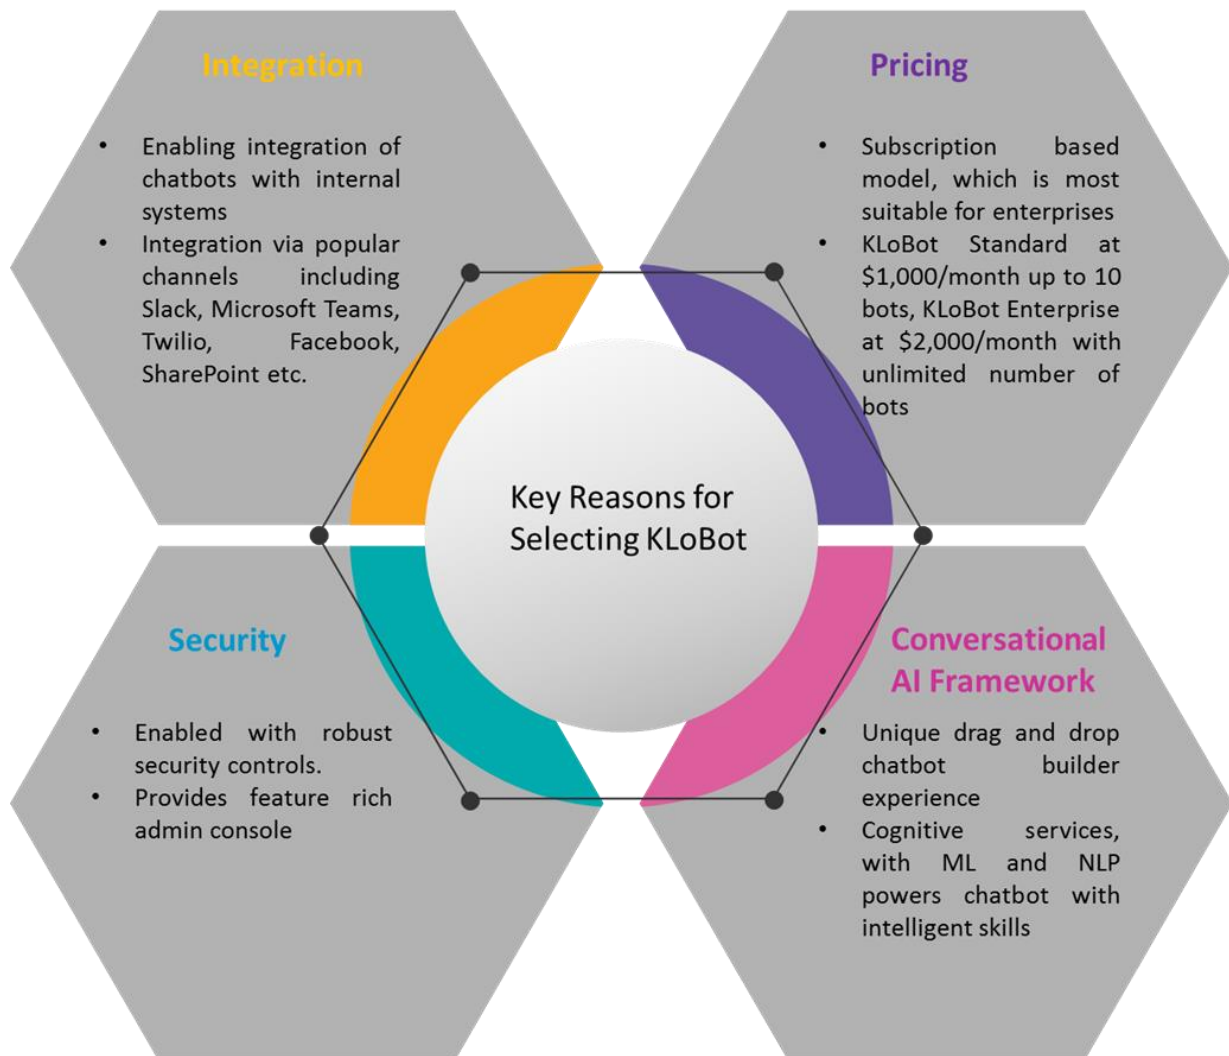 Integration
• Enabling integration of
chatbots with internal
systems
• Integration via popular
channels including
Slack, Microsoft Teams,
Twilio, Facebook,
SharePoint etc.
Pricing
• Subscription based
model, which is most
suitable for enterprises
• KLoBot Standard at
$1,000/month up to 10
bots, KLoBot Enterprise
at $2,000/month with
unlimited number of
bots
Key Reasons for
Selecting KLoBot
Security
• Enabled with robust
security controls.
• Provides feature rich
admin console
Conversational
AI Framework
• Unique drag and drop
chatbot builder
experience
• Cognitive services,
with ML and NLP
powers chatbot with
intelligent skills